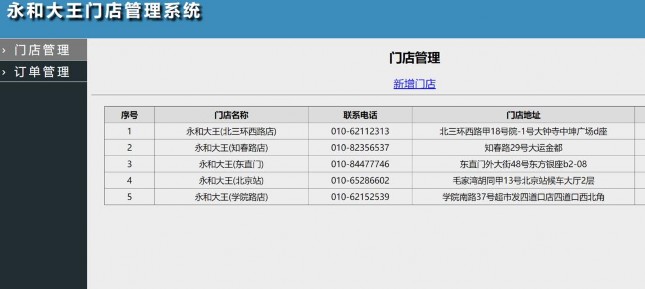 永和大王门店管理系统
› 门店管理
› 订单管理
门店管理
新增门店
序号 门店名称 联系电话 门店地址
1 永和大王(北三环西路店) 010-62112313 北三环西路甲18号院-1号大钟寺中坤广场d座
2 永和大王(知春路店) 010-82356537 知春路29号大运金都
3 永和大王(东直门) 010-84477746 东直门外大街48号东方银座b2-08
4 永和大王(北京站) 010-65286602 毛家湾胡同甲13号北京站候车大厅2层
5 永和大王(学院路店) 010-62152539 学院南路37号超市发四道口店四道口西北角